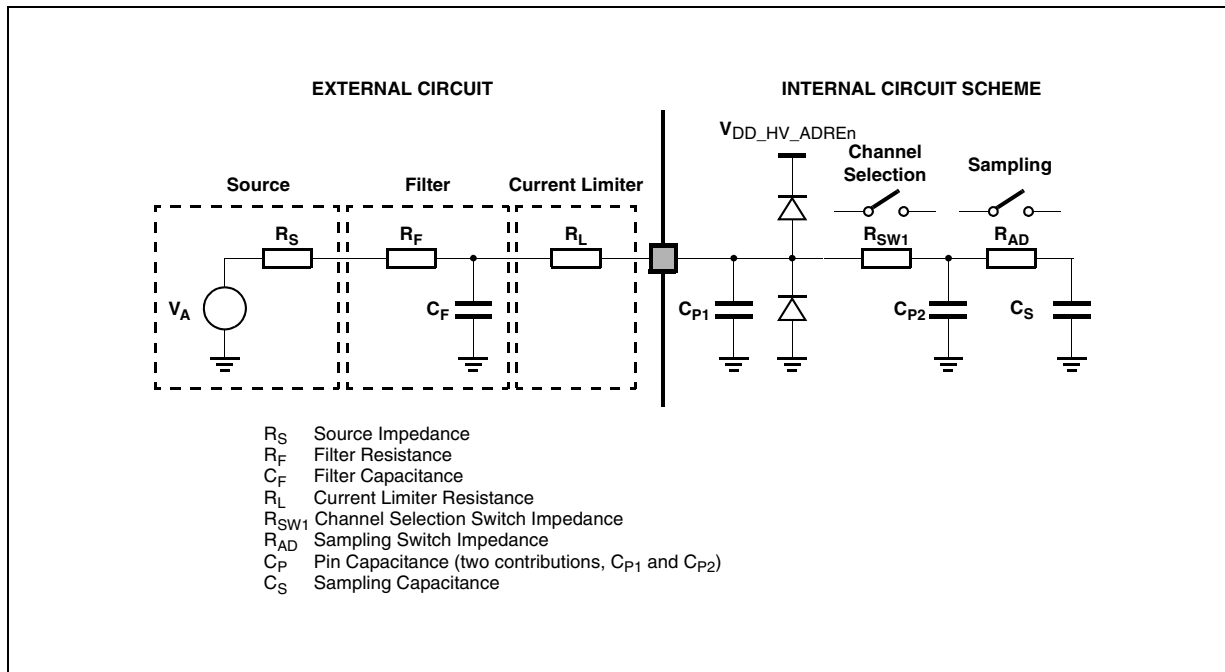 EXTERNAL CIRCUIT
INTERNAL CIRCUIT SCHEME
VDD_HV_ADREn
Channel
Selection
Sampling
Source
Filter
Current Limiter
RS
RF
RL
RSW1
RAD
VA
CF
CP1
CP2
CS
RS Source Impedance
RF Filter Resistance
CF Filter Capacitance
RL Current Limiter Resistance
RSW1 Channel Selection Switch Impedance
RAD Sampling Switch Impedance
CP Pin Capacitance (two contributions, CP1 and CP2)
CS Sampling Capacitance